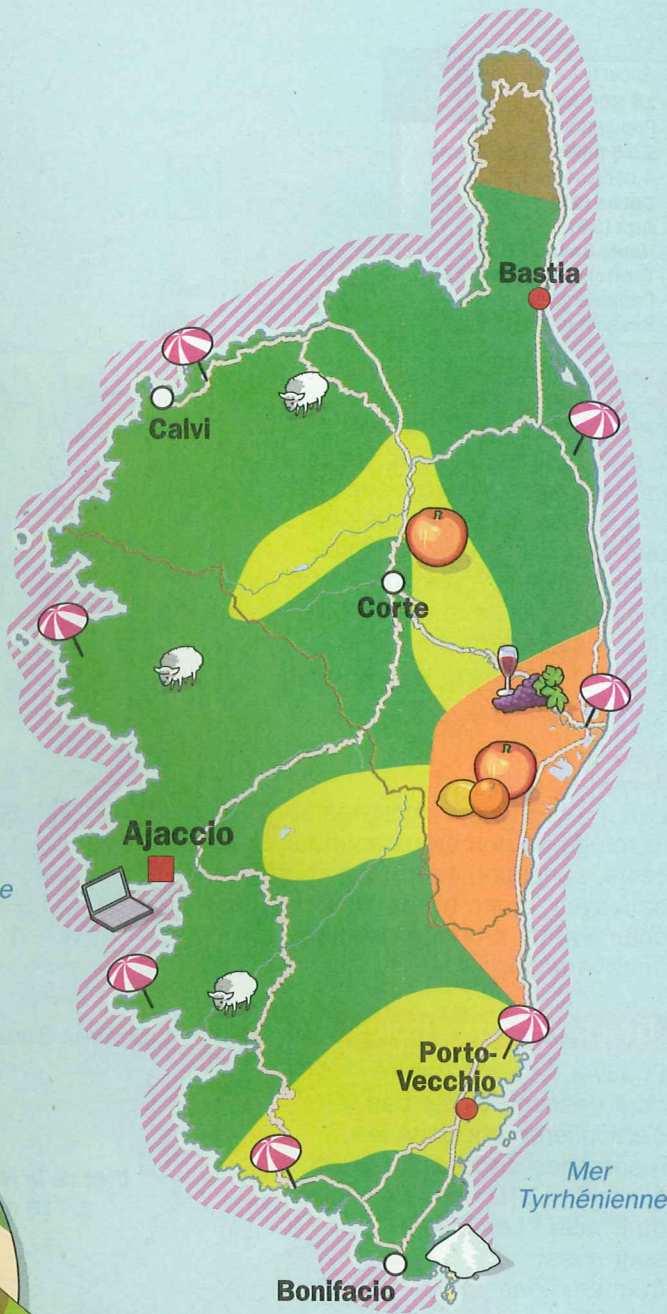 Bastia
Calvi
Corte
Ajaccio
e
Porto-
Vecchio
Mer
Tyrrhénienne
Bonifacio